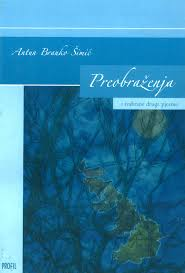 Antun Branko Šimić
Preobraženja
i izabrane druge pjesme
PROFIL